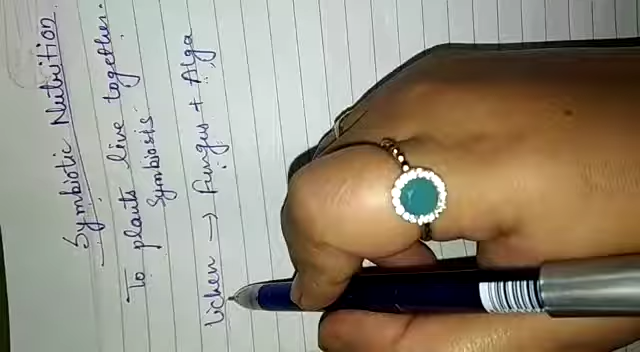 Symbiotic Nutrition.
To plants live together.
Symbiosis.
Lichen → Fungus + Alga